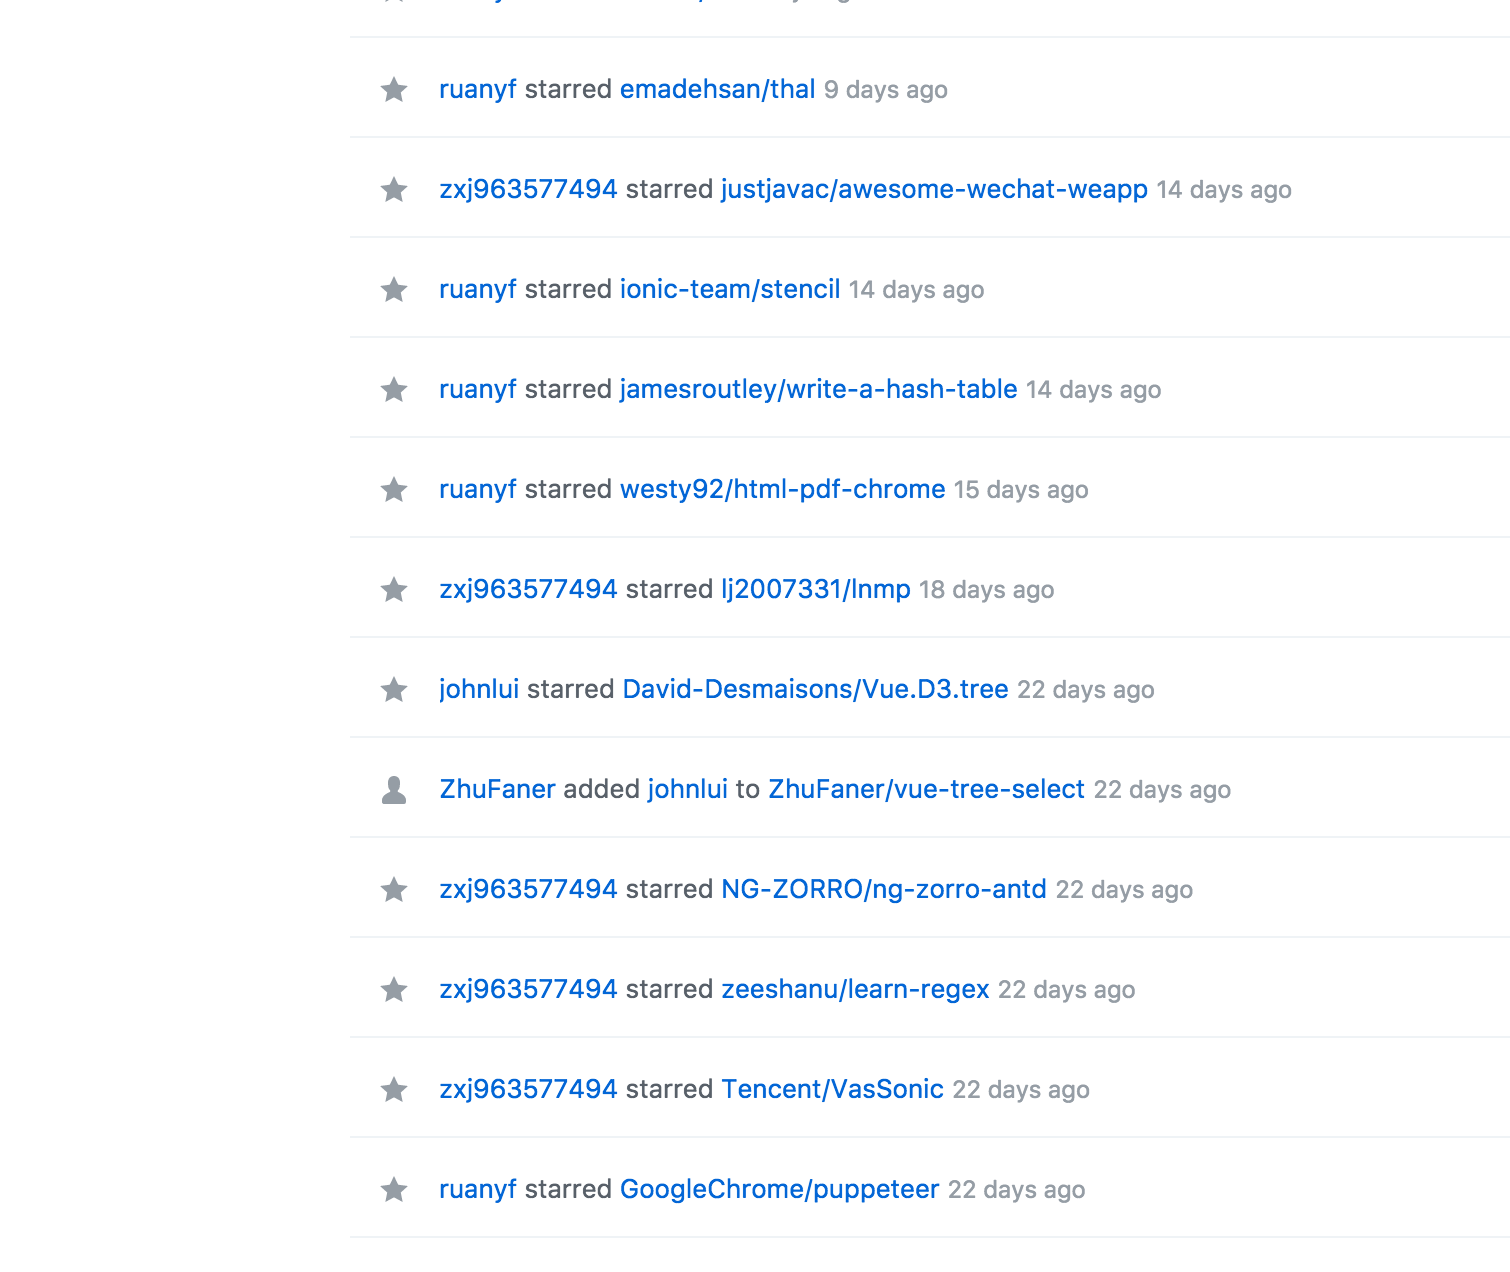 ruanyf starred emadehsan/thal 9 days ago
zxj963577494 starred justjavac/awesome-wechat-weapp 14 days ago
ruanyf starred ionic-team/stencil 14 days ago
ruanyf starred jamesroutley/write-a-hash-table 14 days ago
ruanyf starred westy92/html-pdf-chrome 15 days ago
zxj963577494 starred lj2007331/lnmp 18 days ago
johnlui starred David-Desmaisons/Vue.D3.tree 22 days ago
ZhuFaner added johnlui to ZhuFaner/vue-tree-select 22 days ago
zxj963577494 starred NG-ZORRO/ng-zorro-antd 22 days ago
zxj963577494 starred zeeshanu/learn-regex 22 days ago
zxj963577494 starred Tencent/VasSonic 22 days ago
ruanyf starred GoogleChrome/puppeteer 22 days ago